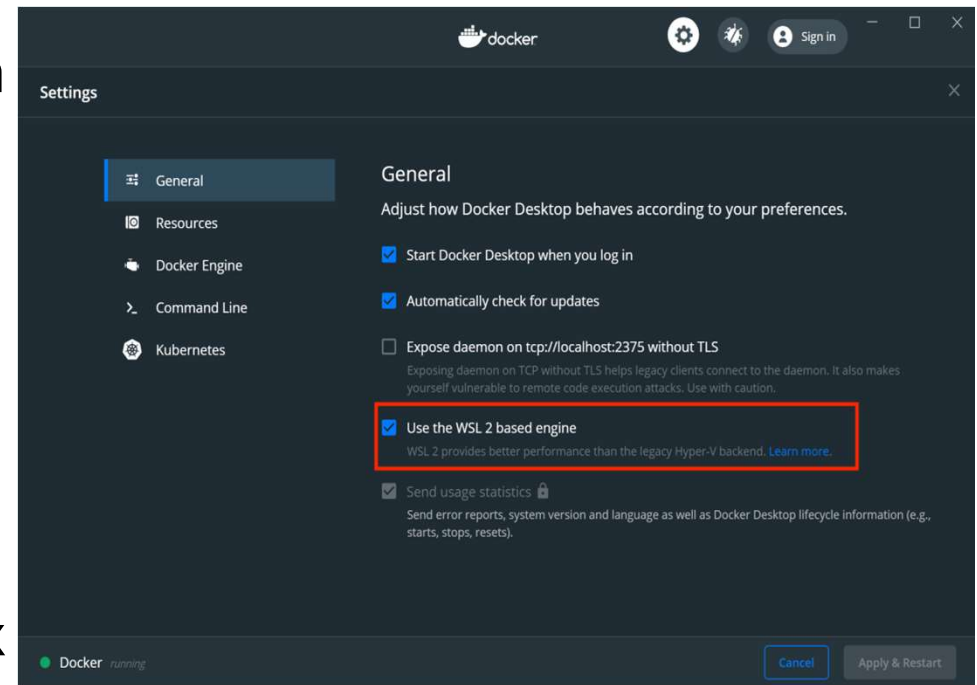 docker
Sign in
Settings
General
Resources
Docker Engine
Command Line
Kubernetes
General
Adjust how Docker Desktop behaves according to your preferences.
Start Docker Desktop when you log in
Automatically check for updates
Expose daemon on tcp://localhost:2375 without TLS
Exposing daemon on TCP without TLS helps legacy clients connect to the daemon. It also makes
yourself vulnerable to remote code execution attacks. Use with caution.
Use the WSL 2 based engine
WSL 2 provides better performance than the legacy Hyper-V backend. Learn more.
Send usage statistics
Send error reports, system version and language as well as Docker Desktop lifecycle information (e.g.,
starts, stops, resets).
Docker running
Cancel
Apply & Restart